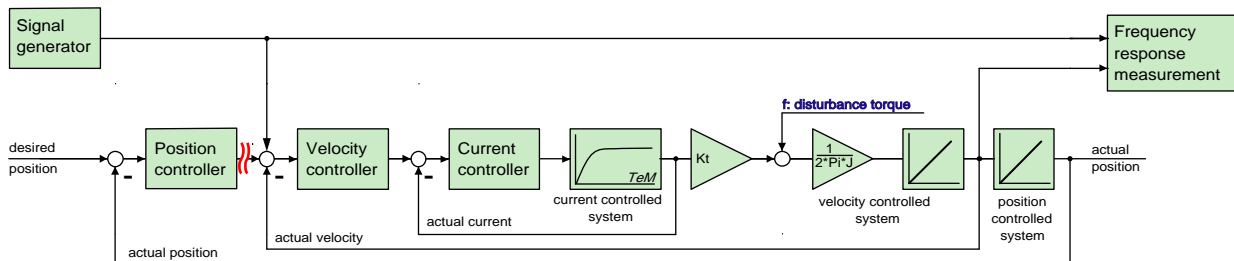 Signal
generator
Frequency
response
measurement
f: disturbance torque
desired
position
Position
controller
Velocity
controller
Current
controller
TeM
Kt
1
2*Pi*J
actual
position
-
-
-
current controlled
system
velocity controlled
system
position
controlled
system
actual current
actual velocity
actual position